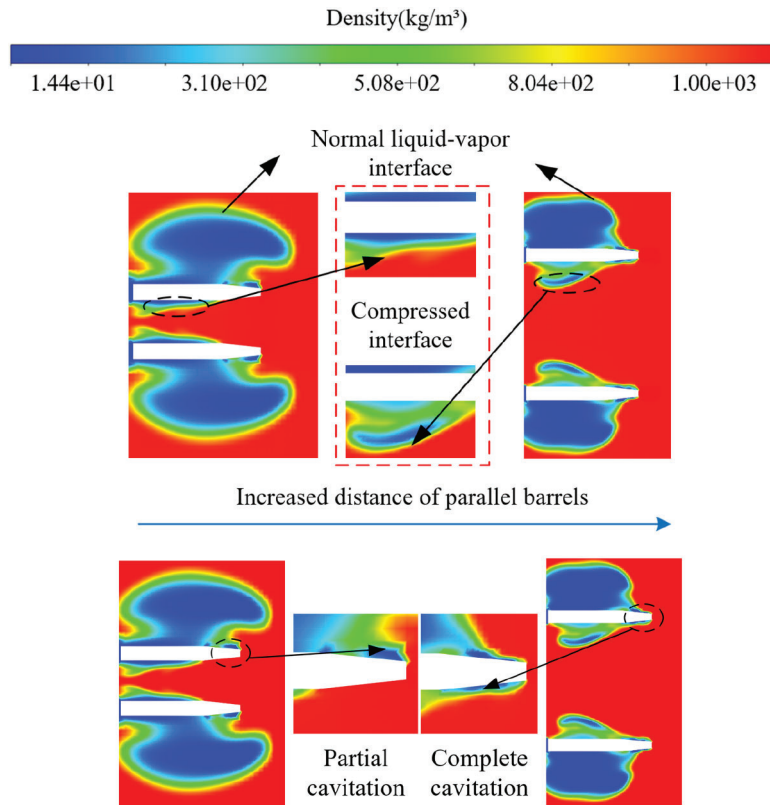 Density(kg/m³)
1.44e+01 3.10e+02 5.08e+02 8.04e+02 1.00e+03
Normal liquid-vapor
interface
Compressed
interface
Increased distance of parallel barrels
Partial
cavitation
Complete
cavitation